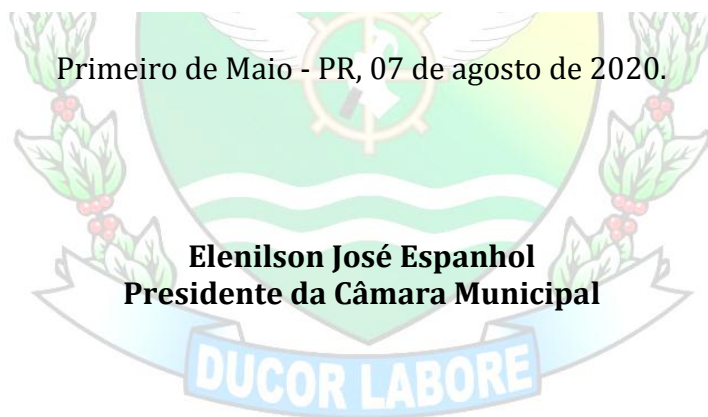 Primeiro de Maio - PR, 07 de agosto de 2020.
Elenilson José Espanhol
Presidente da Câmara Municipal
DUCOR LABORE